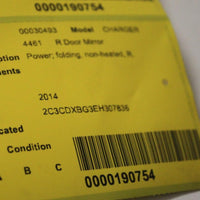 0000190754
00030493 Model CHARGER
4461 R Door Mirror
ption Power; folding, non-heated, R,
ments
2014
2C3CDXBG3EH307836
cated
Condition
A B C
0000190754